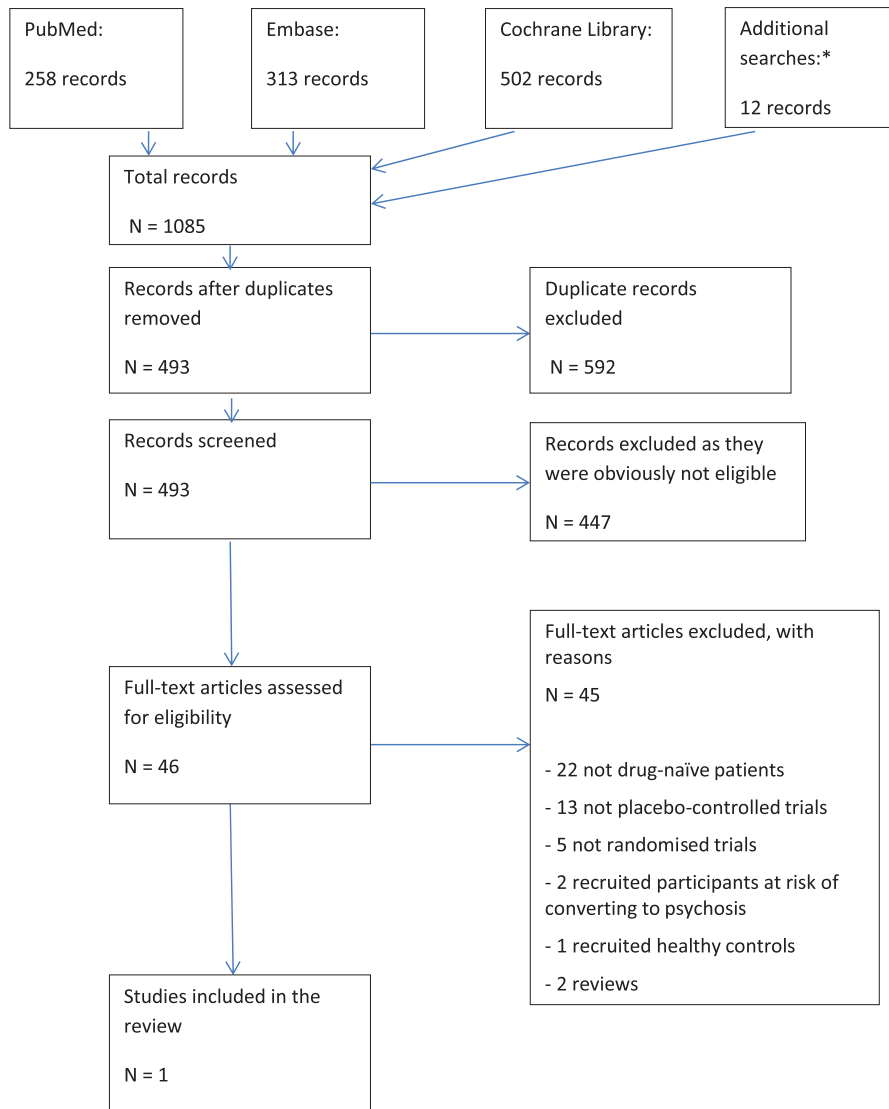 PubMed:
258 records
Embase:
313 records
Cochrane Library:
502 records
Additional
searches:*
12 records
Total records
N = 1085
Records after duplicates
removed
N = 493
Duplicate records
excluded
N = 592
Records screened
N = 493
Records excluded as they
were obviously not eligible
N = 447
Full-text articles assessed
for eligibility
N = 46
Full-text articles excluded, with
reasons
N = 45
- 22 not drug-naïve patients
- 13 not placebo-controlled trials
- 5 not randomised trials
- 2 recruited participants at risk of
converting to psychosis
- 1 recruited healthy controls
- 2 reviews
Studies included in the
review
N = 1